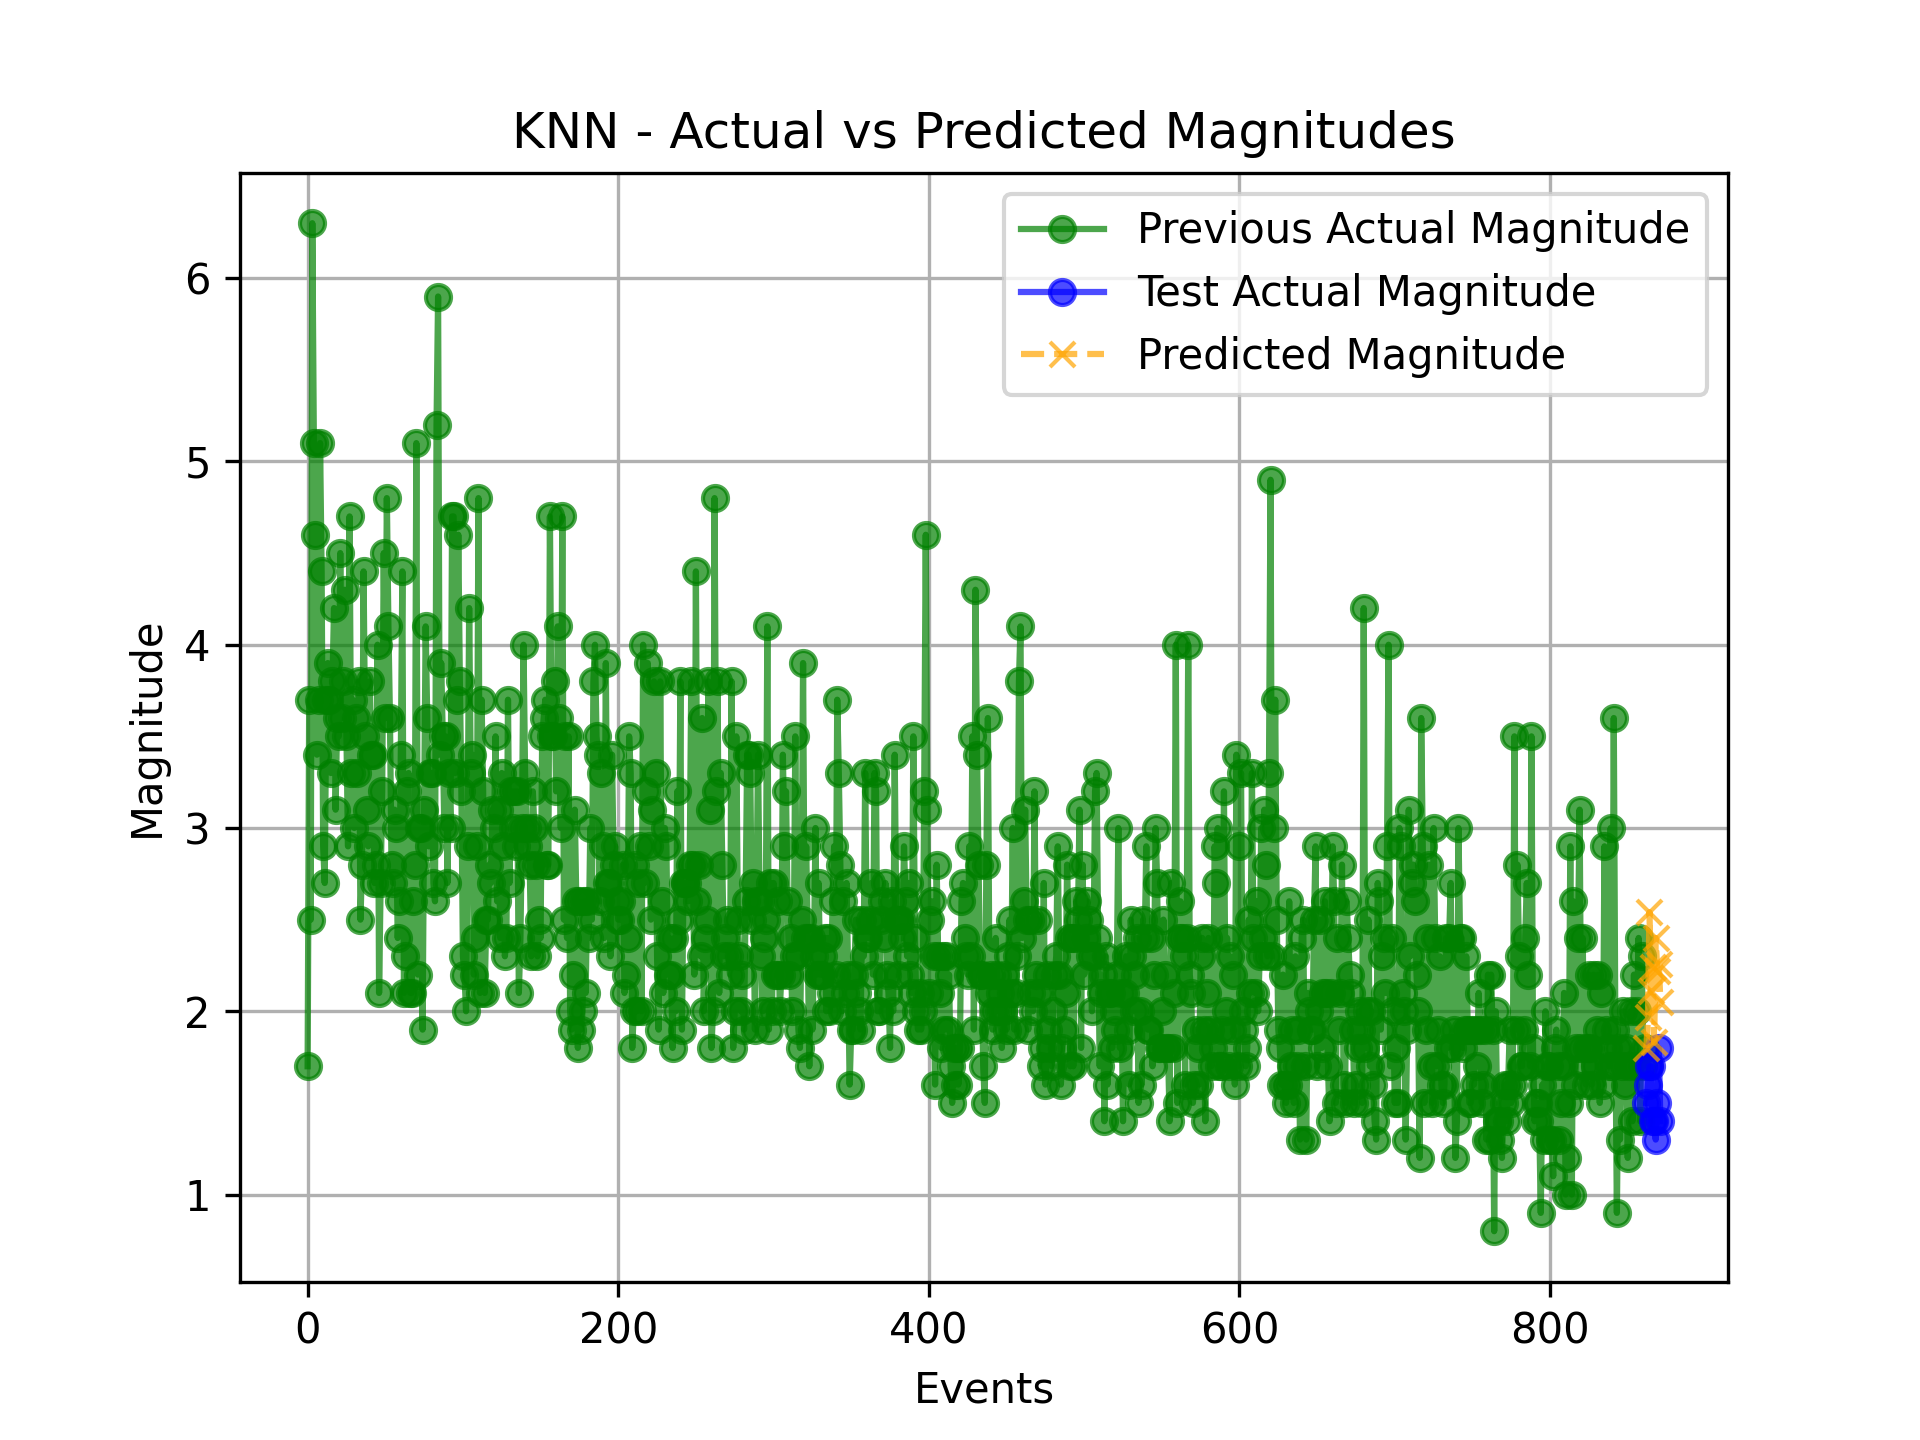 KNN - Actual vs Predicted Magnitudes
Previous Actual Magnitude
Test Actual Magnitude
Predicted Magnitude
6
5
4
3
2
1
Magnitude
0 200 400 600 800
Events